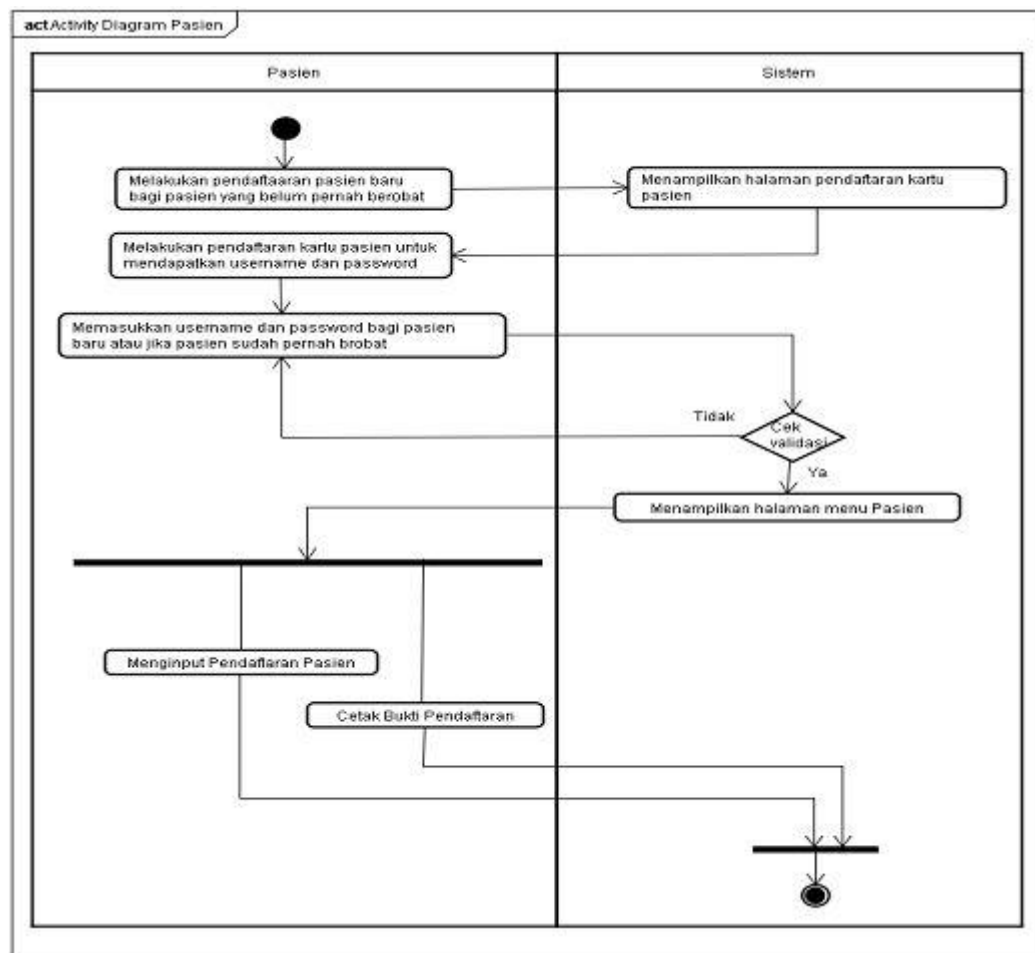 act Activity Diagram Pasien
Pasien
Sistem
Melakukan pendaftaaran pasien baru
bagi pasien yang belum pernah berobat
Menampilkan halaman pendaftaran kartu
pasien
Melakukan pendaftaran kartu pasien untuk
mendapatkan username dan password
Memasukkan username dan password bagi pasien
baru atau jika pasien sudah pernah brobat
Tidak
Cek
validasi
Ya
Menampilkan halaman menu Pasien
Menginput Pendaftaran Pasien
Cetak Bukti Pendaftaran